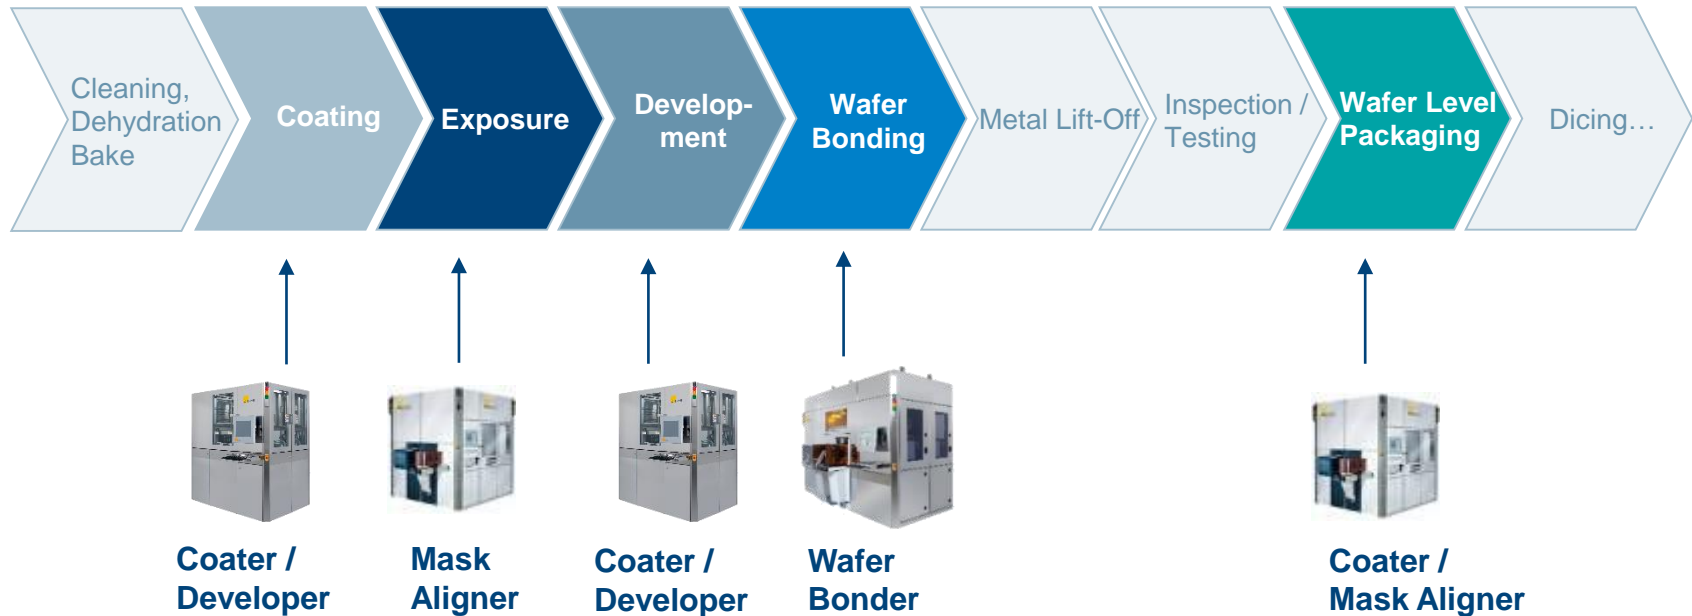 Cleaning,
Dehydration
Bake
Coating
Exposure
Develop-
ment
Wafer
Bonding
Metal Lift-Off
Inspection /
Testing
Wafer Level
Packaging
Dicing…
Coater /
Developer
Mask
Aligner
Coater /
Developer
Wafer
Bonder
Coater /
Mask Aligner